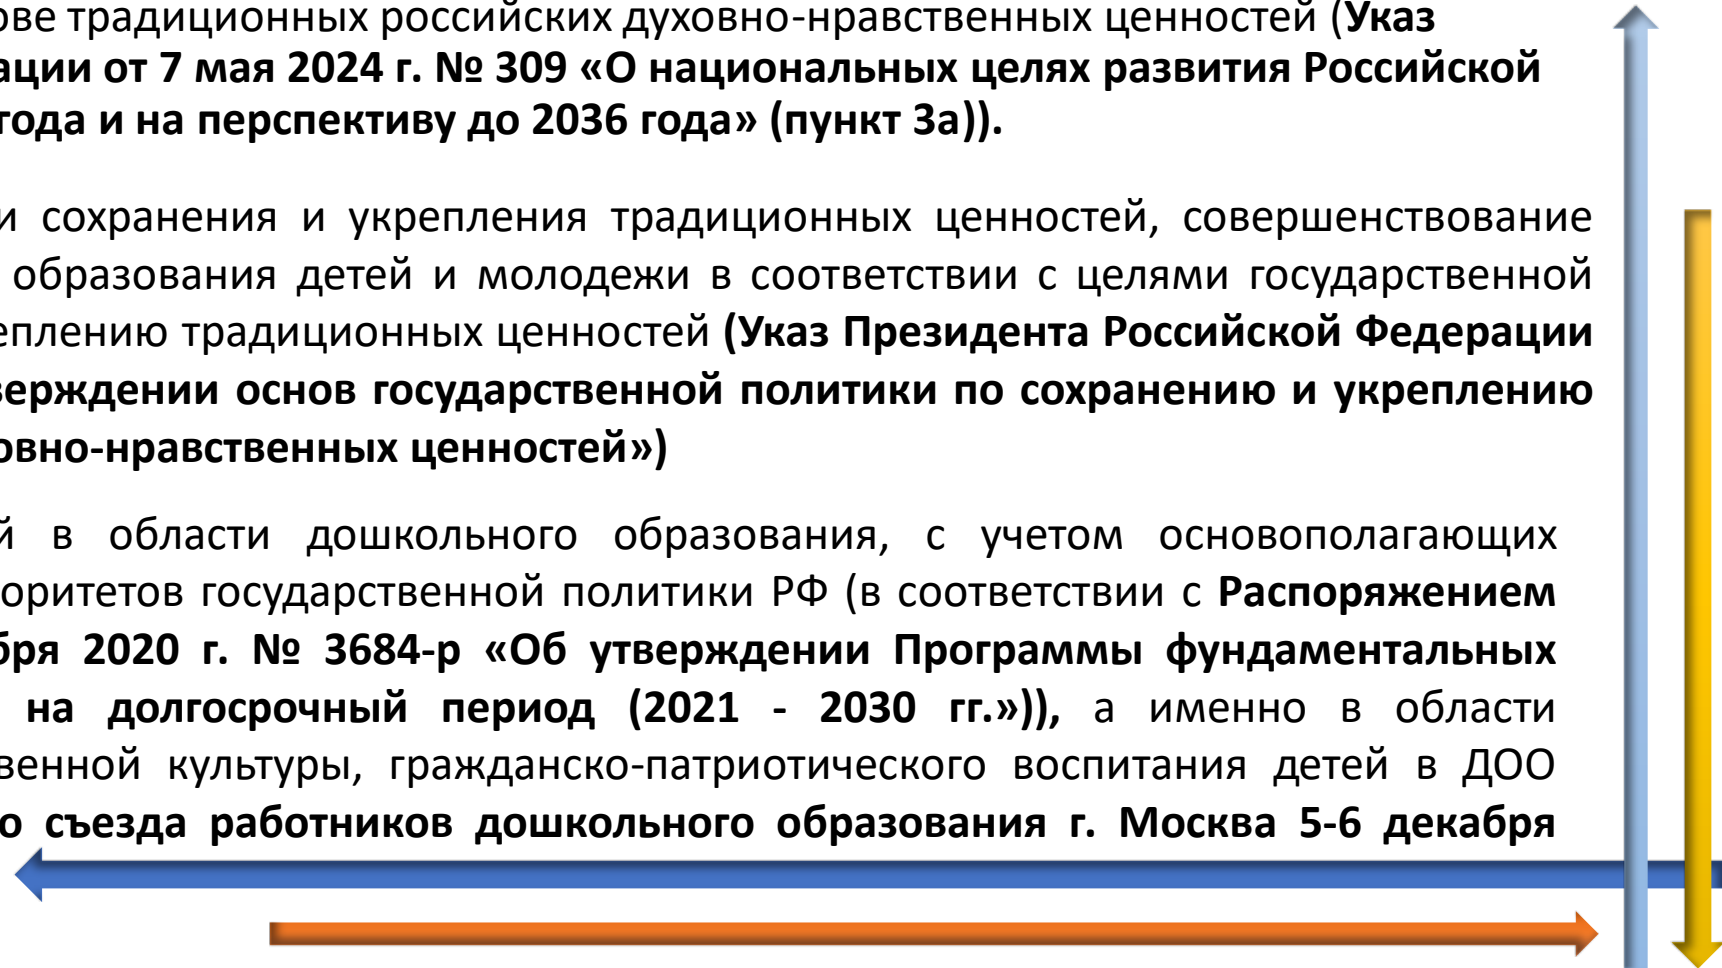 ове традиционных российских духовно-нравственных ценностей (Указ
ации от 7 мая 2024 г. № 309 «О национальных целях развития Российской
года и на перспективу до 2036 года» (пункт 3а)).
и сохранения и укрепления традиционных ценностей, совершенствование
образования детей и молодежи в соответствии с целями государственной
еплению традиционных ценностей (Указ Президента Российской Федерации
верждении основ государственной политики по сохранению и укреплению
овно-нравственных ценностей»)
й в области дошкольного образования, с учетом основополагающих
оритетов государственной политики РФ (в соответствии с Распоряжением
бря 2020 г. № 3684-р «Об утверждении Программы фундаментальных
на долгосрочный период (2021 - 2030 гг.»)), а именно в области
венной культуры, гражданско-патриотического воспитания детей в ДОО
о съезда работников дошкольного образования г. Москва 5-6 декабря